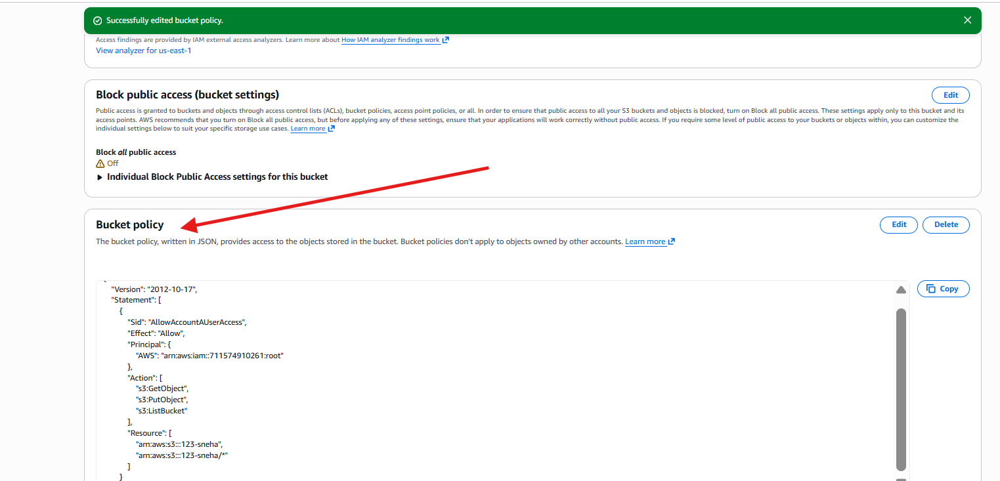 Successfully edited bucket policy.
Access findings are provided by IAM external access analyzers. Learn more about How IAM analyzer findings work
View analyzer for us-east-1
Block public access (bucket settings)
Edit
Public access is granted to buckets and objects through access control lists (ACLs), bucket policies, access point policies, or all. In order to ensure that public access to all your S3 buckets and objects is blocked, turn on Block all public access. These settings apply only to this bucket and its
access points. AWS recommends that you turn on Block all public access, but before applying any of these settings, ensure that your applications will work correctly without public access. If you require some level of public access to your buckets or objects within, you can customize the
individual settings below to suit your specific storage use cases. Learn more
Block all public access
Off
Individual Block Public Access settings for this bucket
Bucket policy
Edit
Delete
The bucket policy, written in JSON, provides access to the objects stored in the bucket. Bucket policies don't apply to objects owned by other accounts. Learn more
Copy
"Version": "2012-10-17",
"Statement": [
{
"Sid": "AllowAccountAUserAccess",
"Effect": "Allow",
"Principal": {
"AWS": "arn:aws:iam::711574910261:root"
},
"Action": [
"s3:GetObject",
"s3:PutObject",
"s3:ListBucket"
],
"Resource": [
"arn:aws:s3:::123-sneha",
"arn:aws:s3:::123-sneha/*"
]
}